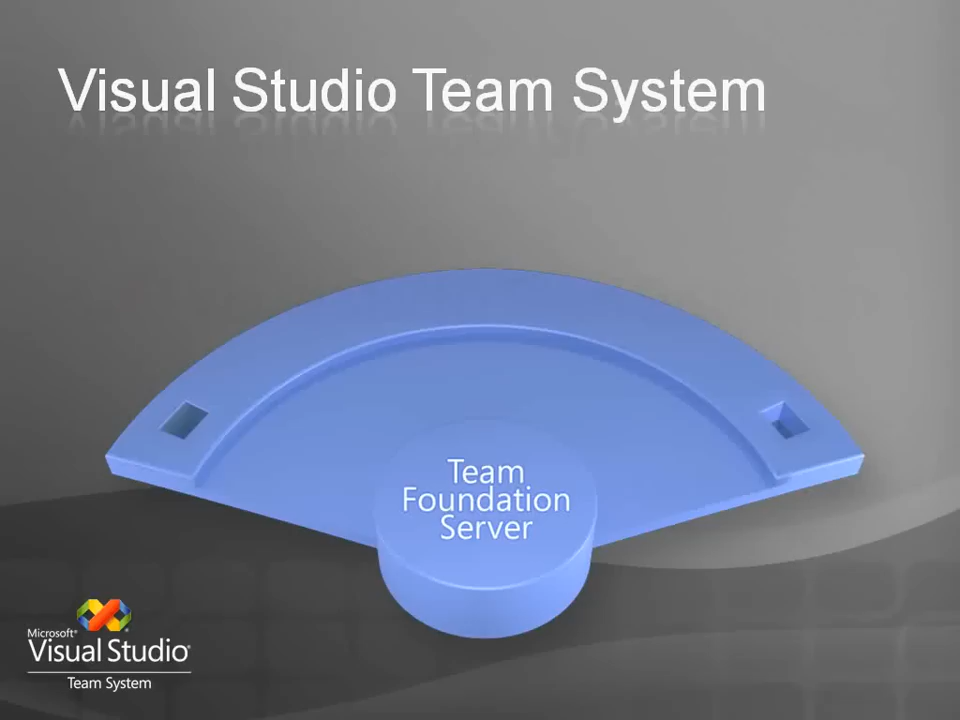 Visual Studio Team System
Team
Foundation
Server
Microsoft®
Visual Studio®
Team System